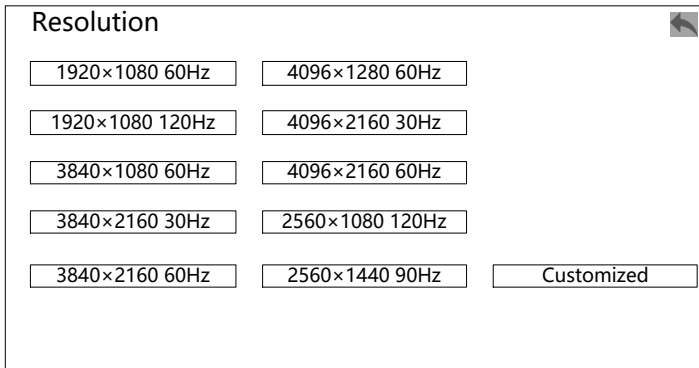 Resolution
1920×1080 60Hz
4096×1280 60Hz
1920×1080 120Hz
4096×2160 30Hz
3840×1080 60Hz
4096×2160 60Hz
3840×2160 30Hz
2560×1080 120Hz
3840×2160 60Hz
2560×1440 90Hz
Customized